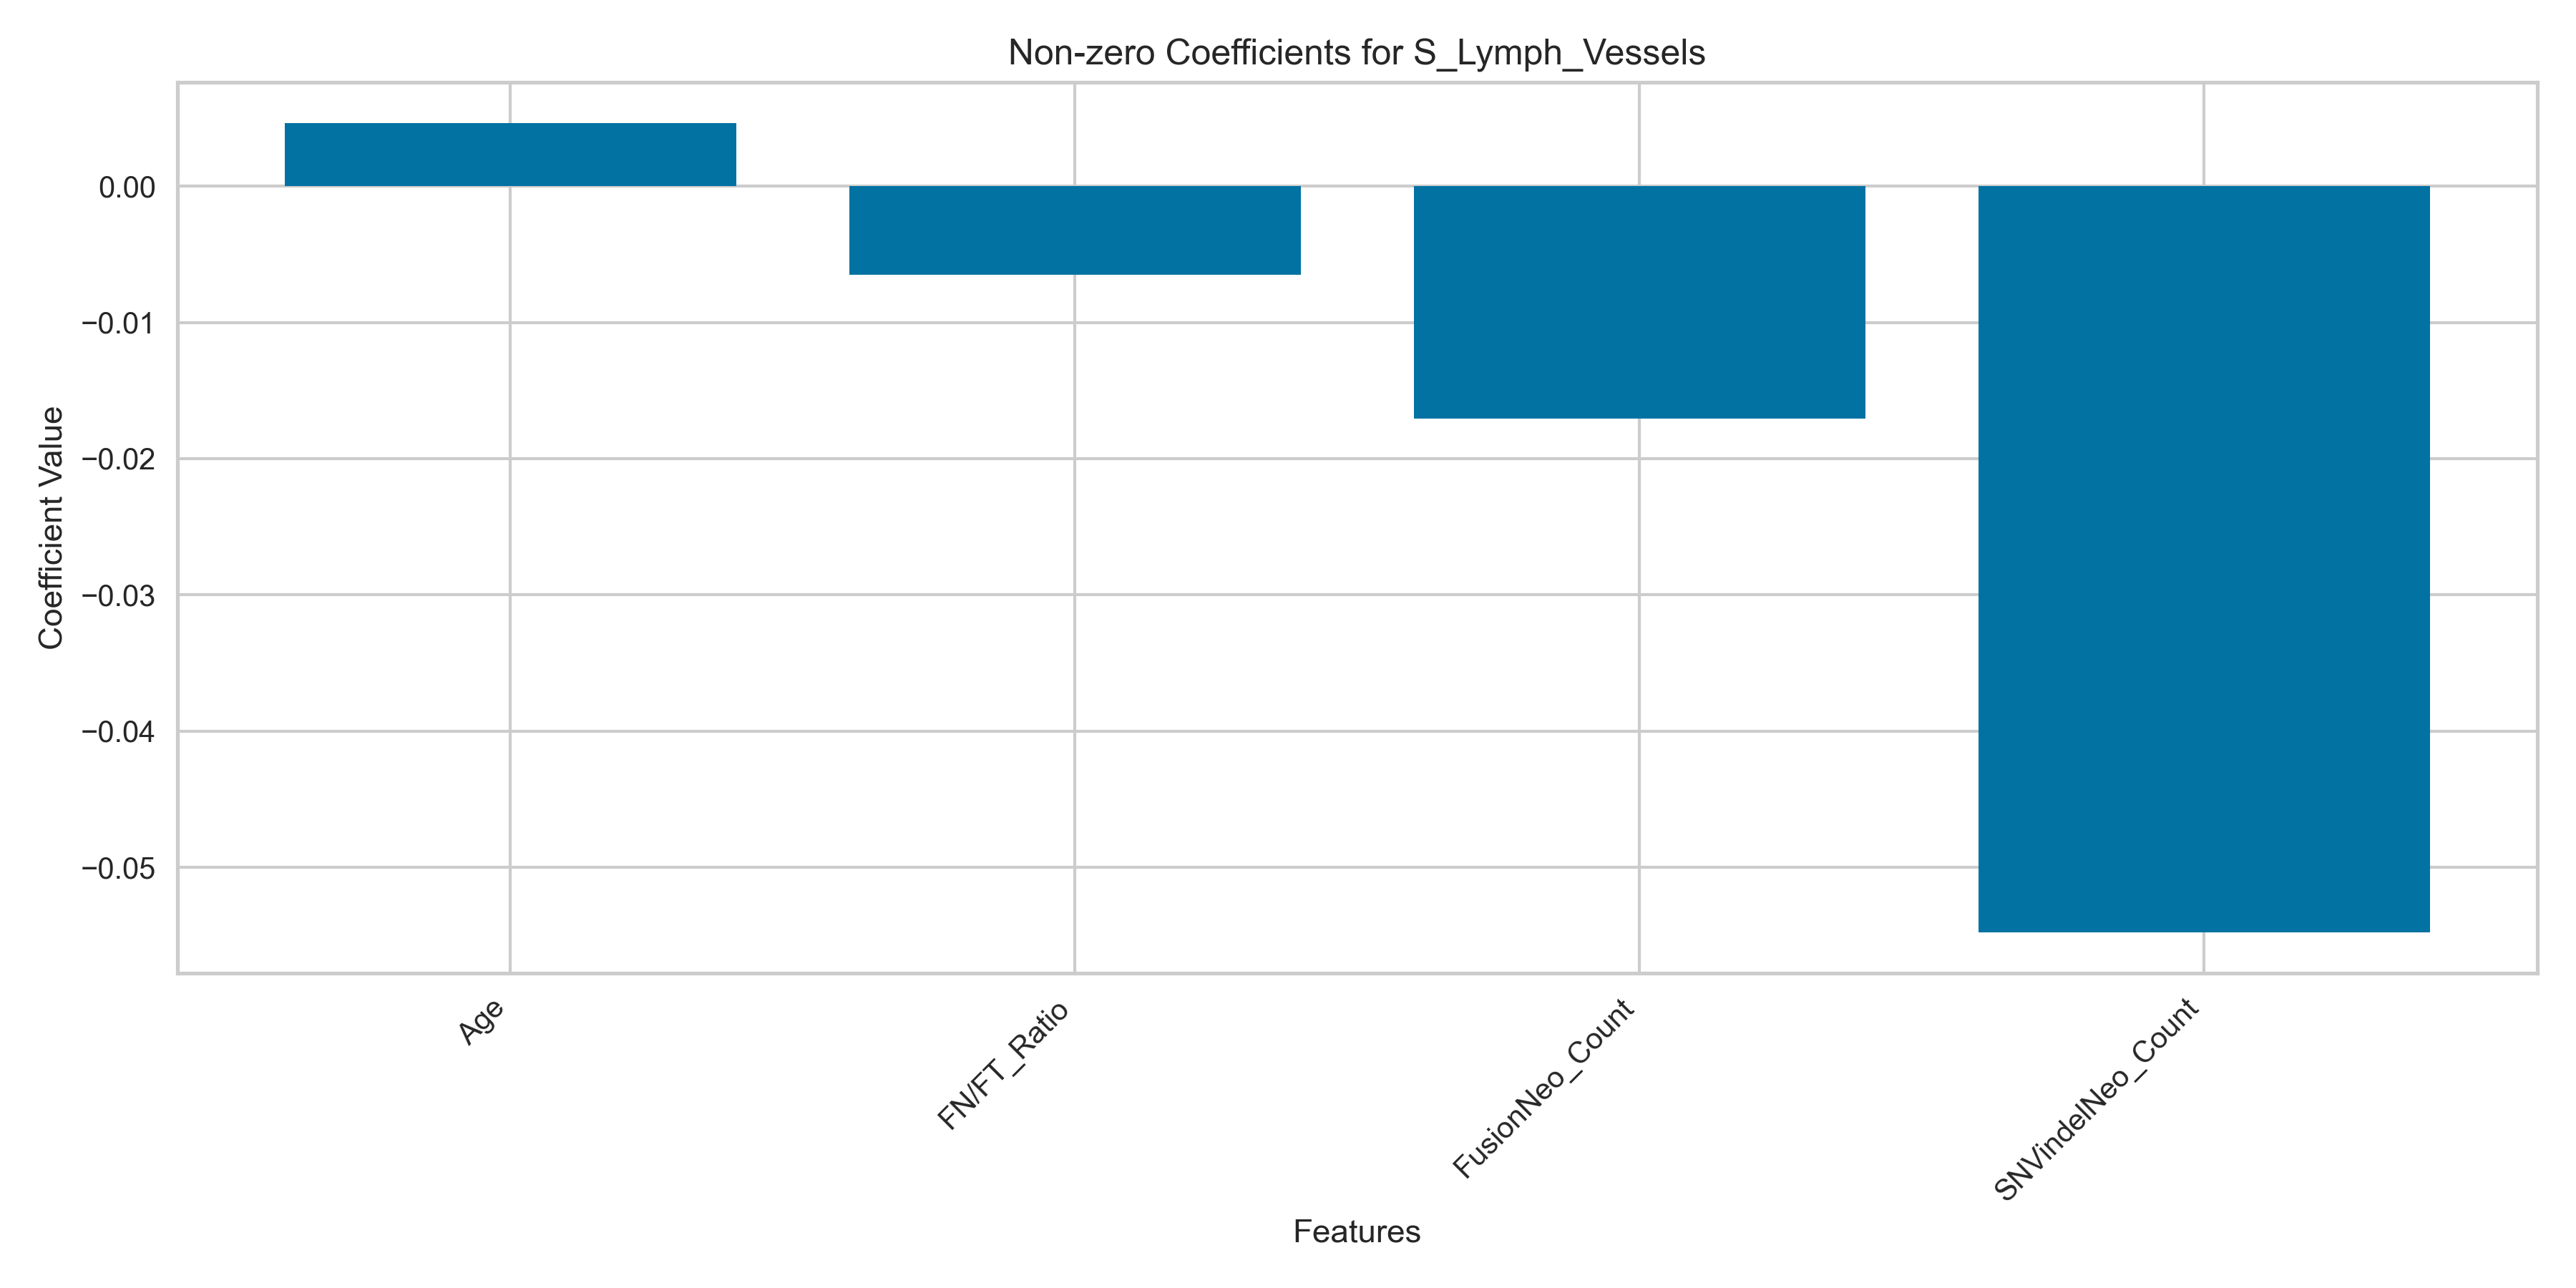 Non-zero Coefficients for S_Lymph_Vessels
Coefficient Value
0.00
−0.01
−0.02
−0.03
−0.04
−0.05
Age
FN/FT_Ratio
FusionNeo_Count
SNVindelNeo_Count
Features